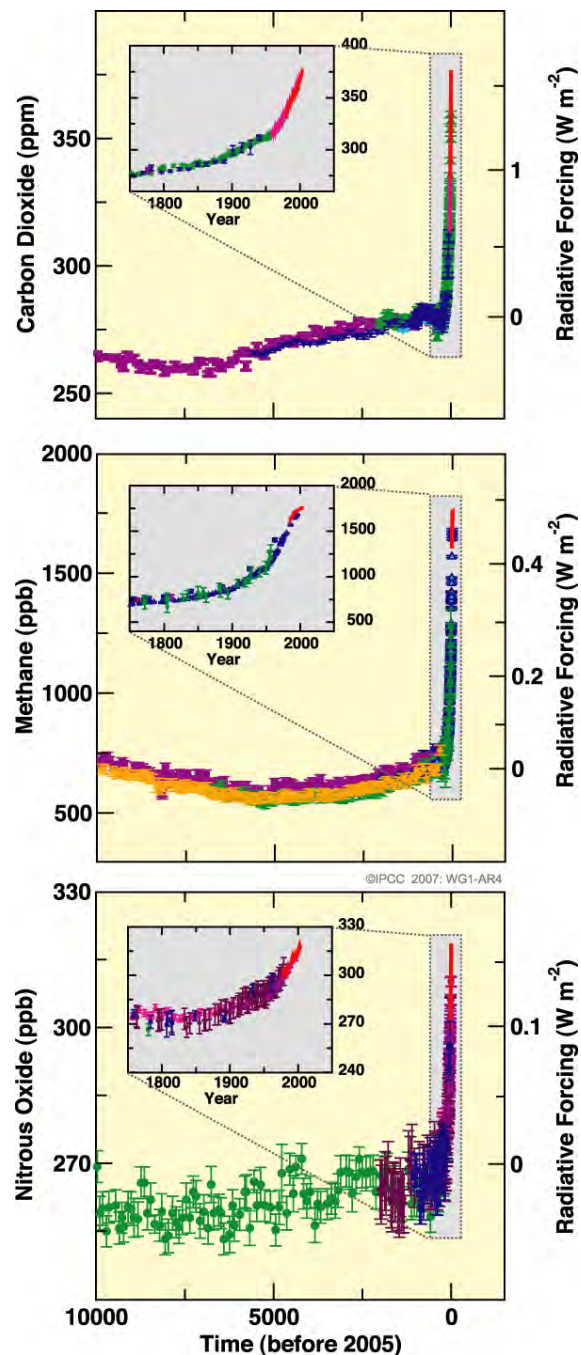 400
350
300
1800 1900 2000
Year
350
300
250
Carbon Dioxide (ppm)
1
0
Radiative Forcing (W m-2)
2000
1500
1000
500
Methane (ppb)
2000
1500
1000
500
1800 1900 2000
Year
0.4
0.2
0
Radiative Forcing (W m-2)
©IPCC 2007: WG1-AR4
330
300
270
Nitrous Oxide (ppb)
330
300
270
240
1800 1900 2000
Year
0.1
0
Radiative Forcing (W m-2)
10000 5000 0
Time (before 2005)